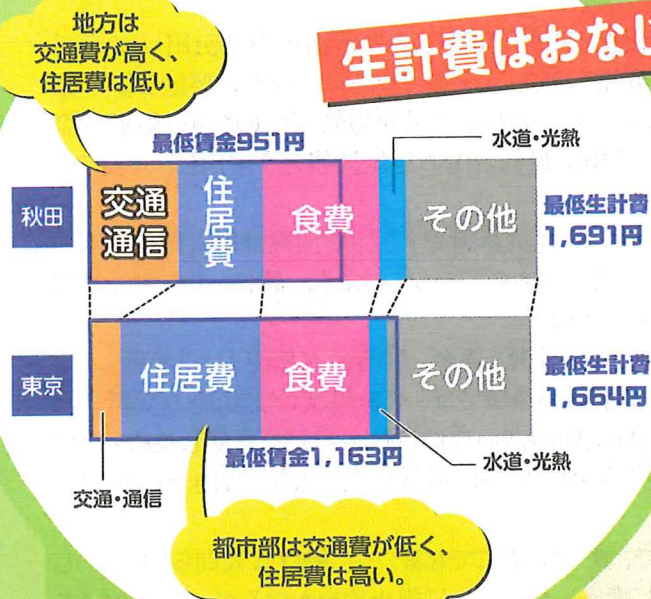 地方は
交通費が高く、
住居費は低い
生計費はおなじ
最低賃金951円
水道・光熱
秋田
交通
通信
住居費
食費
その他
最低生計費
1,691円
東京
住居費
食費
その他
最低生計費
1,664円
最低賃金1,163円
水道・光熱
交通・通信
都市部は交通費が低く、
住居費は高い。